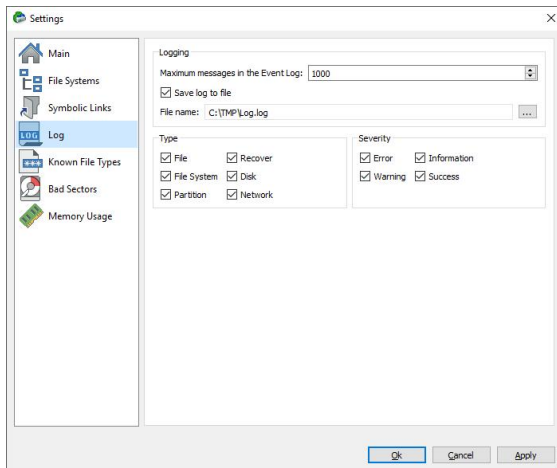 Settings
Main
File Systems
Symbolic Links
LOG Log
Known File Types
Bad Sectors
Memory Usage
Logging
Maximum messages in the Event Log: 1000
Save log to file
File name: C:\TMP\Log.log ...
Type
File Recover
File System Disk
Partition Network
Severity
Error Information
Warning Success
Ok Cancel Apply